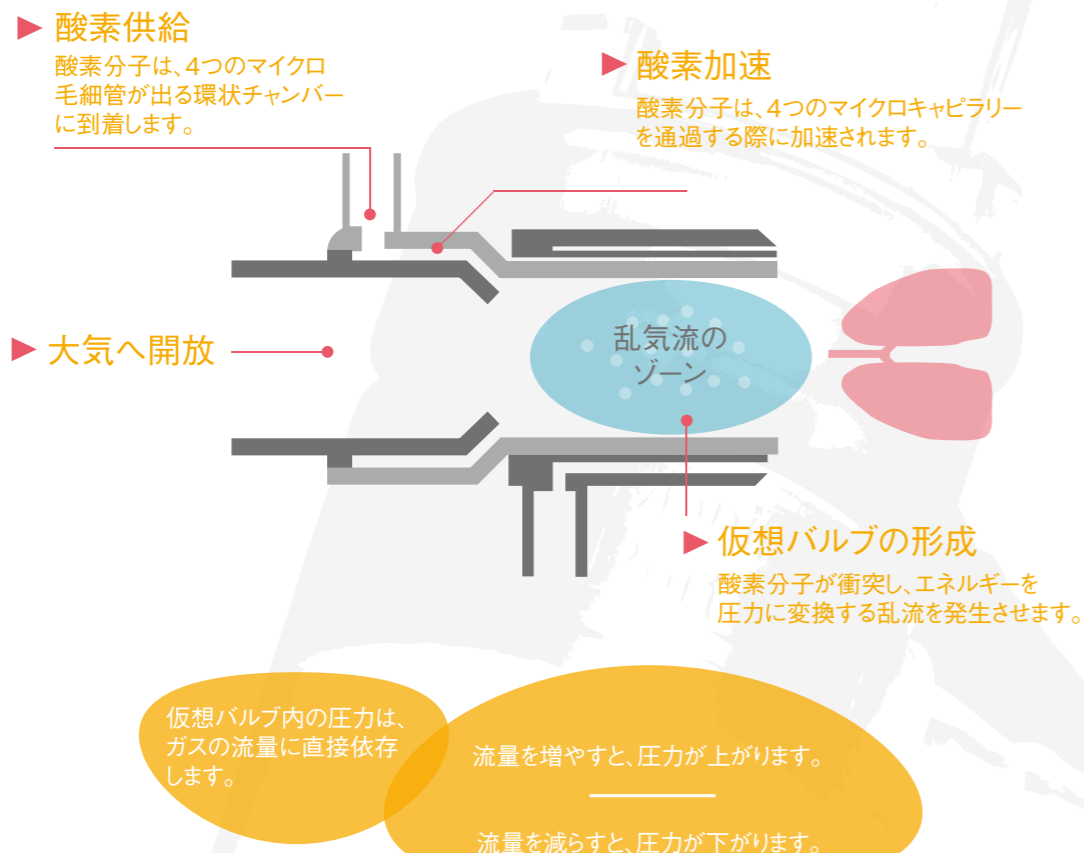 酸素供給
酸素分子は、4つのマイクロ
毛細管が出る環状チャンバー
に到着します。
酸素加速
酸素分子は、4つのマイクロキャピラリー
を通過する際に加速されます。
大気へ開放
乱気流の
ゾーン
仮想バルブの形成
酸素分子が衝突し、エネルギーを
圧力に変換する乱流を発生させます。
仮想バルブ内の圧力は、
ガスの流量に直接依存
します。
流量を増やすと、圧力が上がります。
流量を減らすと、圧力が下がります。